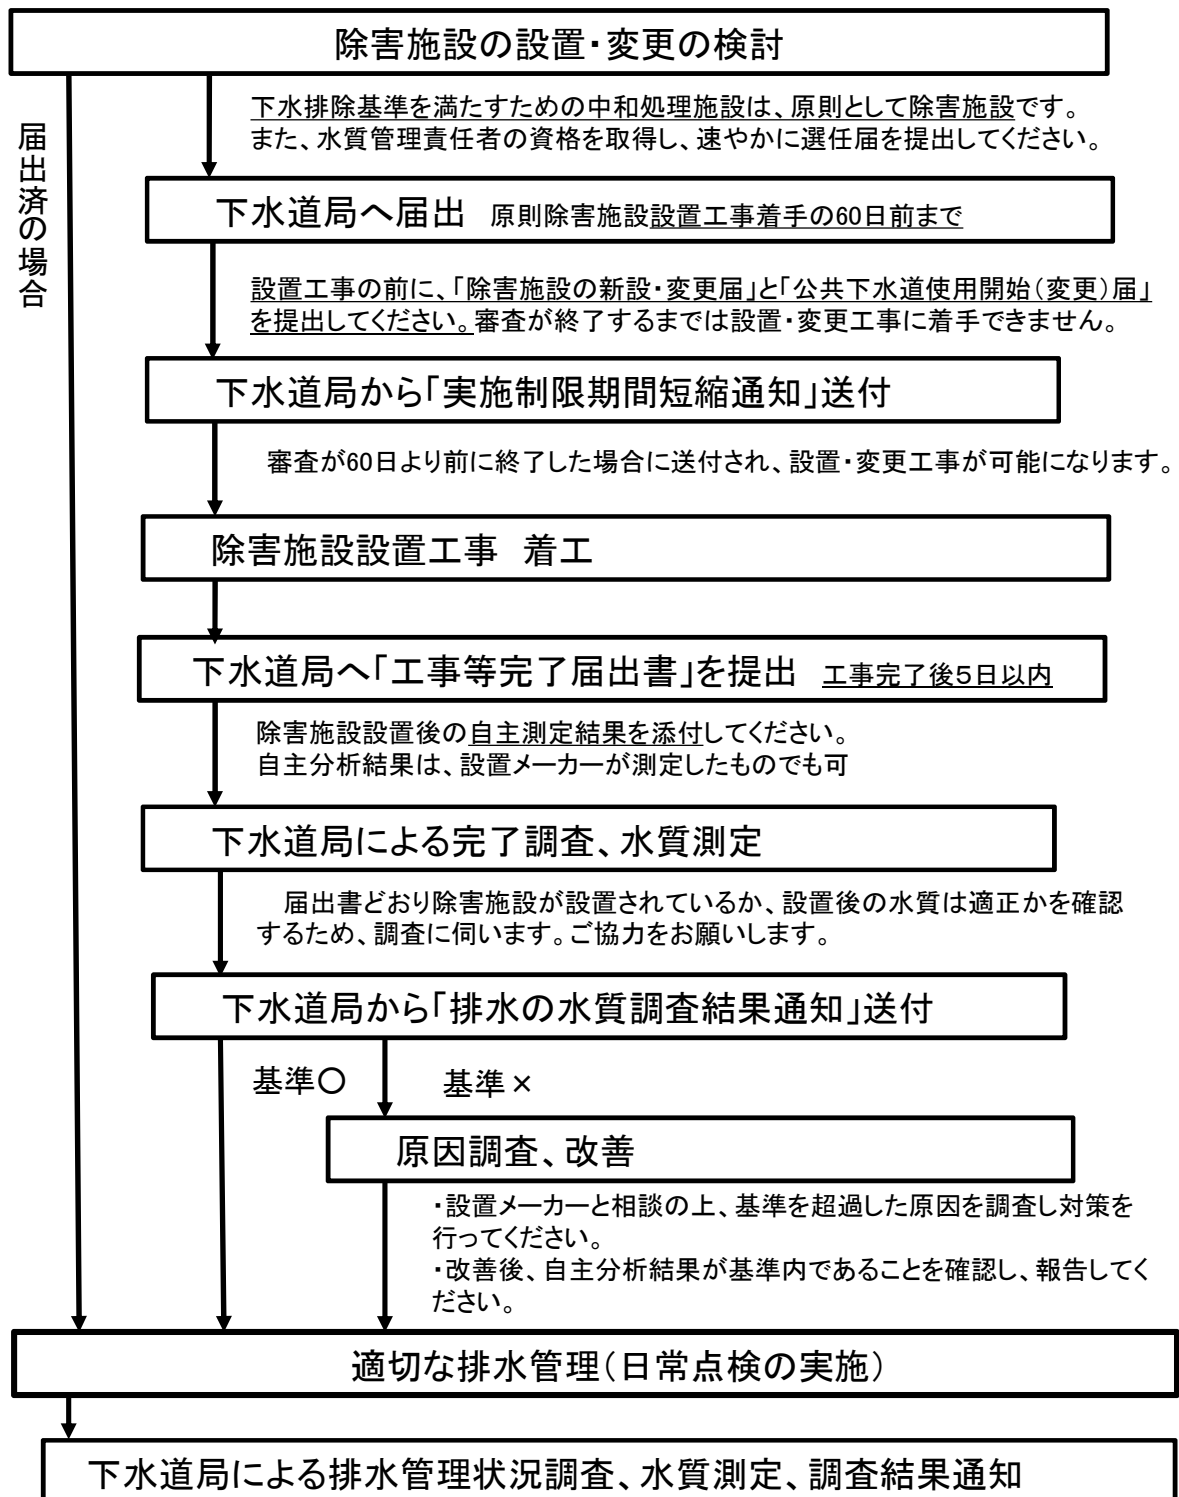 除害施設の設置・変更の検討
届出済の場合
下水排除基準を満たすための中和処理施設は、原則として除害施設です。
また、水質管理責任者の資格を取得し、速やかに選任届を提出してください。
下水道局へ届出 原則除害施設設置工事着手の60日前まで
設置工事の前に、「除害施設の新設・変更届」と「公共下水道使用開始（変更）届」
を提出してください。審査が終了するまでは設置・変更工事に着手できません。
下水道局から「実施制限期間短縮通知」送付
審査が60日より前に終了した場合に送付され、設置・変更工事が可能になります。
除害施設設置工事 着工
下水道局へ「工事等完了届出書」を提出 工事完了後５日以内
除害施設設置後の自主測定結果を添付してください。
自主分析結果は、設置メーカーが測定したものでも可
下水道局による完了調査、水質測定
届出書どおり除害施設が設置されているか、設置後の水質は適正かを確認
するため、調査に伺います。ご協力をお願いします。
下水道局から「排水の水質調査結果通知」送付
基準〇 基準×
原因調査、改善
・設置メーカーと相談の上、基準を超過した原因を調査し対策を
行ってください。
・改善後、自主分析結果が基準内であることを確認し、報告してく
ださい。
適切な排水管理（日常点検の実施）
下水道局による排水管理状況調査、水質測定、調査結果通知